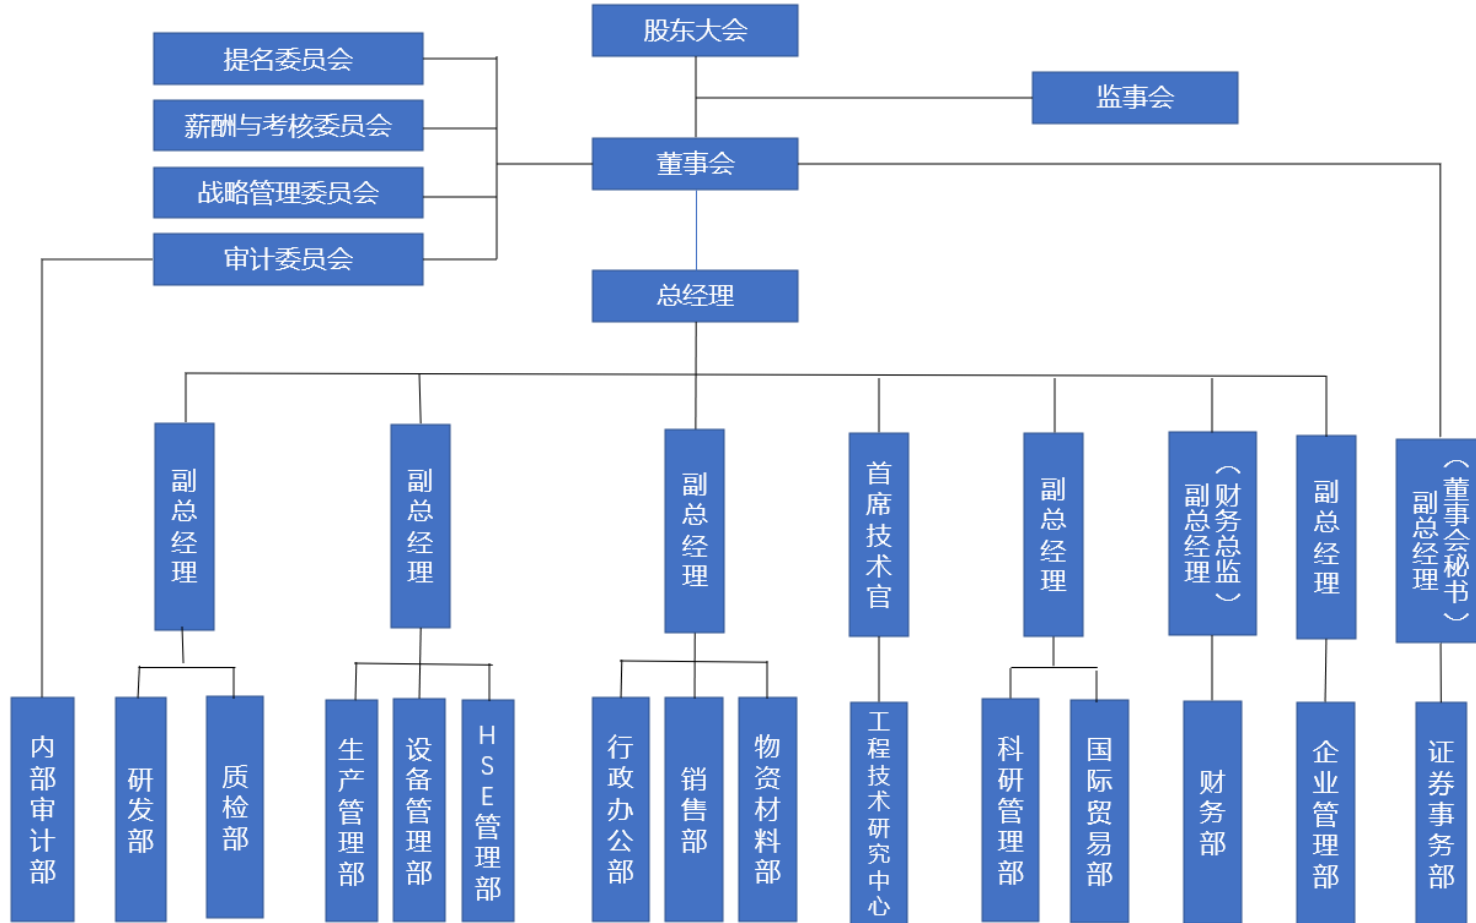 股东大会
提名委员会
监事会
薪酬与考核委员会
董事会
战略管理委员会
审计委员会
总经理
副总经理
副总经理
副总经理
首席技术官
副总经理
副总经理
（财务总监）
副总经理
副总经理
（董事会秘书）
内部审计部
研发部
质检部
生产管理部
设备管理部
HSE管理部
行政办公部
销售部
物资材料部
工程技术研究中心
科研管理部
国际贸易部
财务部
企业管理部
证券事务部